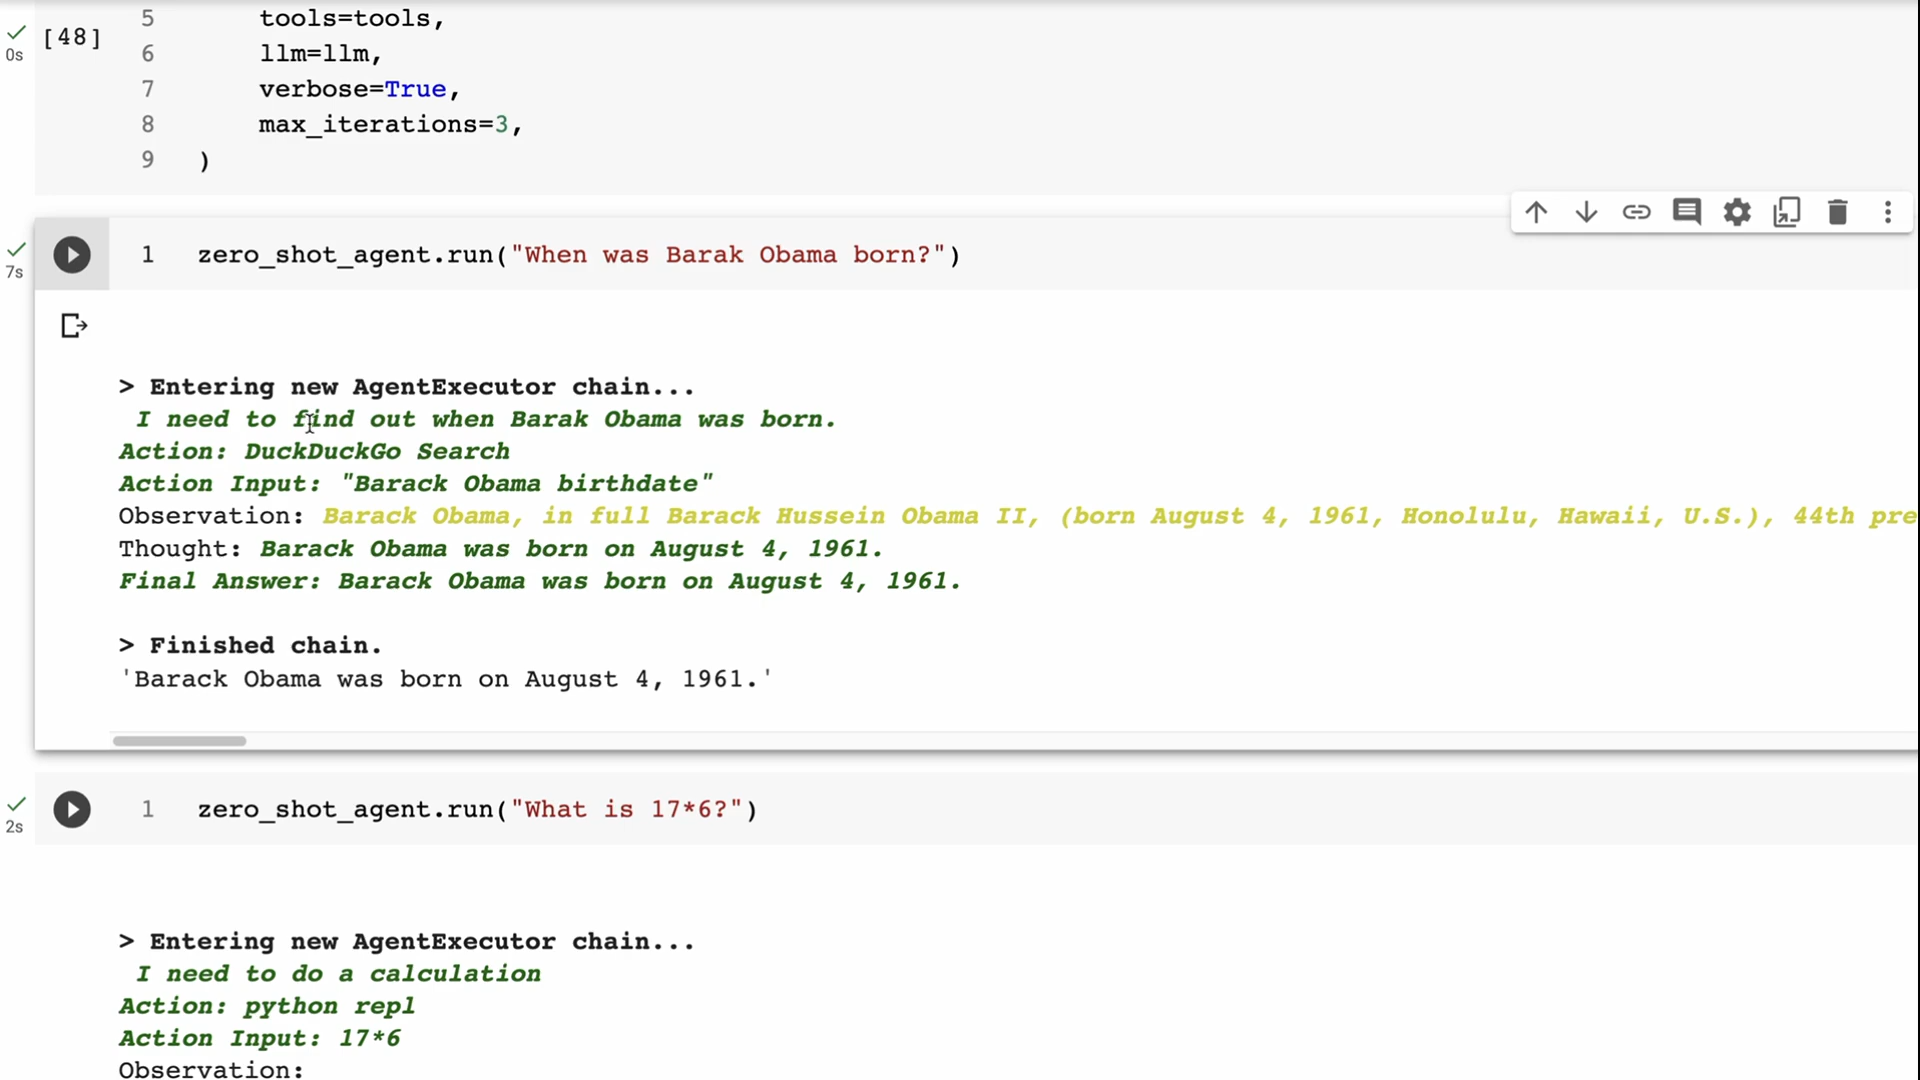 5 tools=tools,
[48] 6 llm=llm,
0s 7 verbose=True,
8 max_iterations=3,
9 )
1 zero_shot_agent.run("When was Barak Obama born?")
7s
> Entering new AgentExecutor chain...
I need to find out when Barak Obama was born.
Action: DuckDuckGo Search
Action Input: "Barack Obama birthdate"
Observation: Barack Obama, in full Barack Hussein Obama II, (born August 4, 1961, Honolulu, Hawaii, U.S.), 44th pre
Thought: Barack Obama was born on August 4, 1961.
Final Answer: Barack Obama was born on August 4, 1961.
> Finished chain.
'Barack Obama was born on August 4, 1961.'
1 zero_shot_agent.run("What is 17*6?")
2s
> Entering new AgentExecutor chain...
I need to do a calculation
Action: python repl
Action Input: 17*6
Observation: